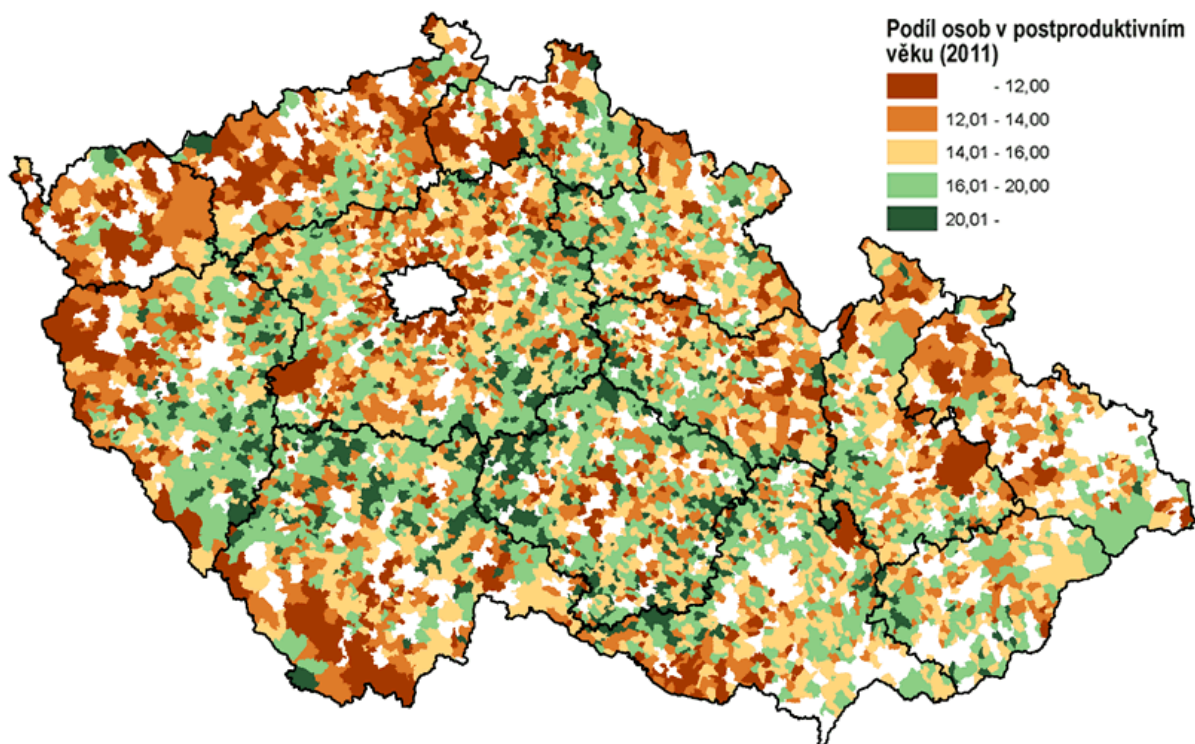 Podíl osob v postproduktivním
věku (2011)
- 12,00
12,01 - 14,00
14,01 - 16,00
16,01 - 20,00
20,01 -